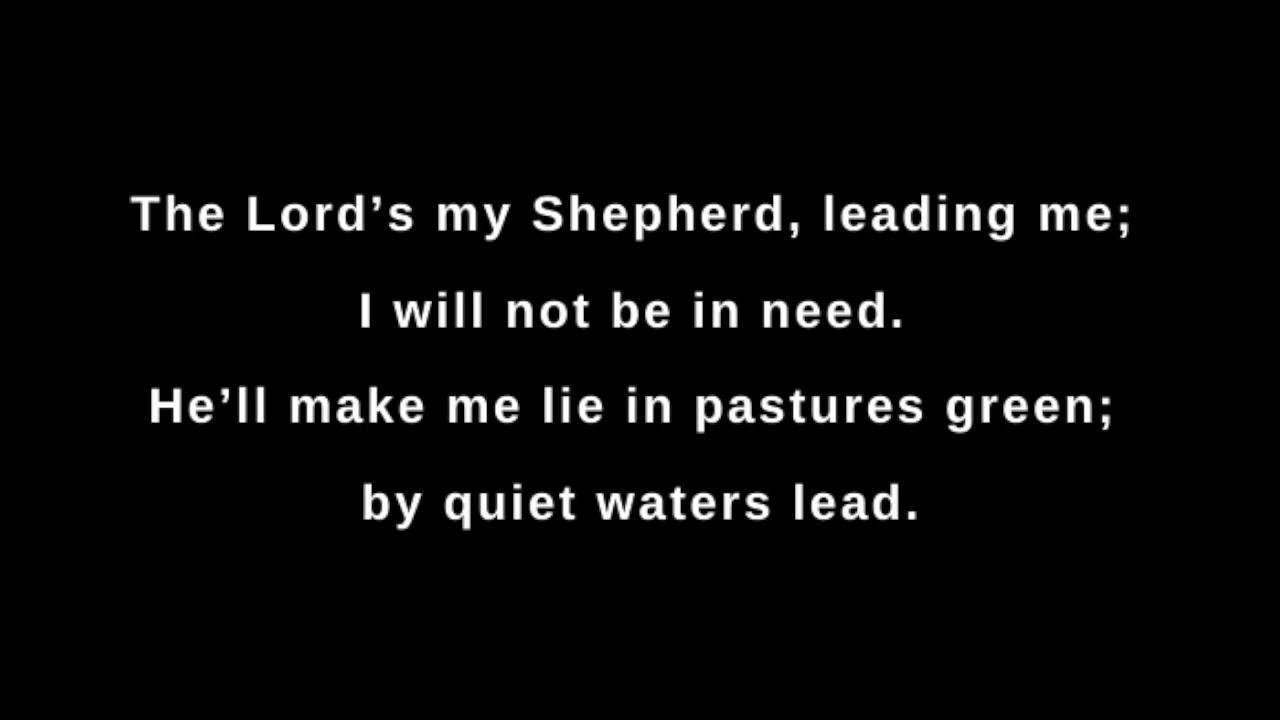 The Lord’s my Shepherd, leading me;
I will not be in need.
He’ll make me lie in pastures green;
by quiet waters lead.